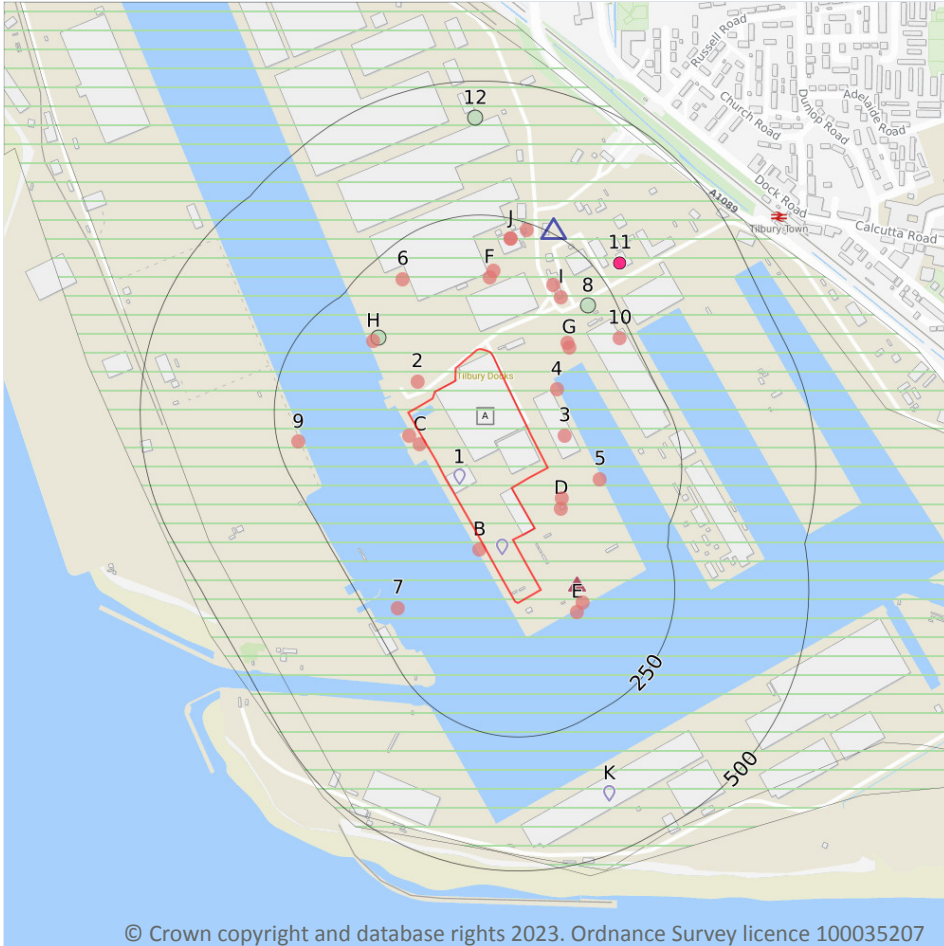 Russell Road
12
Church Road
Dunlop Road
Adelaide Road
Dock Road
A1089
Tilbury Town
Calcutta Road
J
11
F
6
I
8
H
G
10
2
Tilbury Docks
4
A
9
C
3
1
5
D
B
7
E
250
500
K
© Crown copyright and database rights 2023. Ordnance Survey licence 100035207